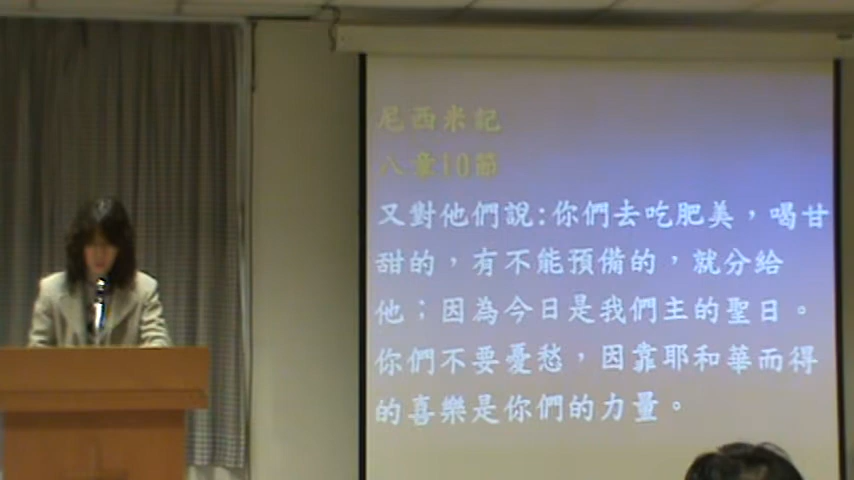 尼西米記
八章10節
又對他們說:你們去吃肥美，喝甘
甜的，有不能預備的，就分給
他；因為今日是我們主的聖日。
你們不要憂愁，因靠耶和華而得
的喜樂是你們的力量。